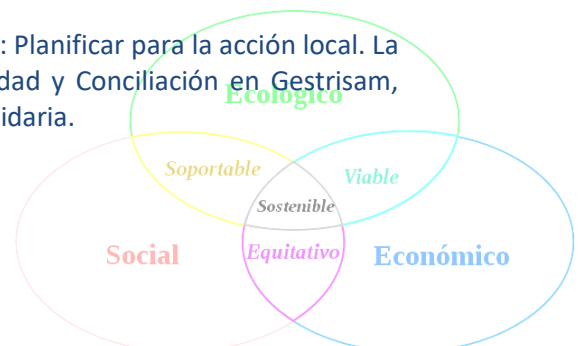 : Planificar para la acción local. La
dad y Conciliación en Gestrisam,
idaria.
Ecológico
Soportable
Viable
Sostenible
Social
Equitativo
Económico